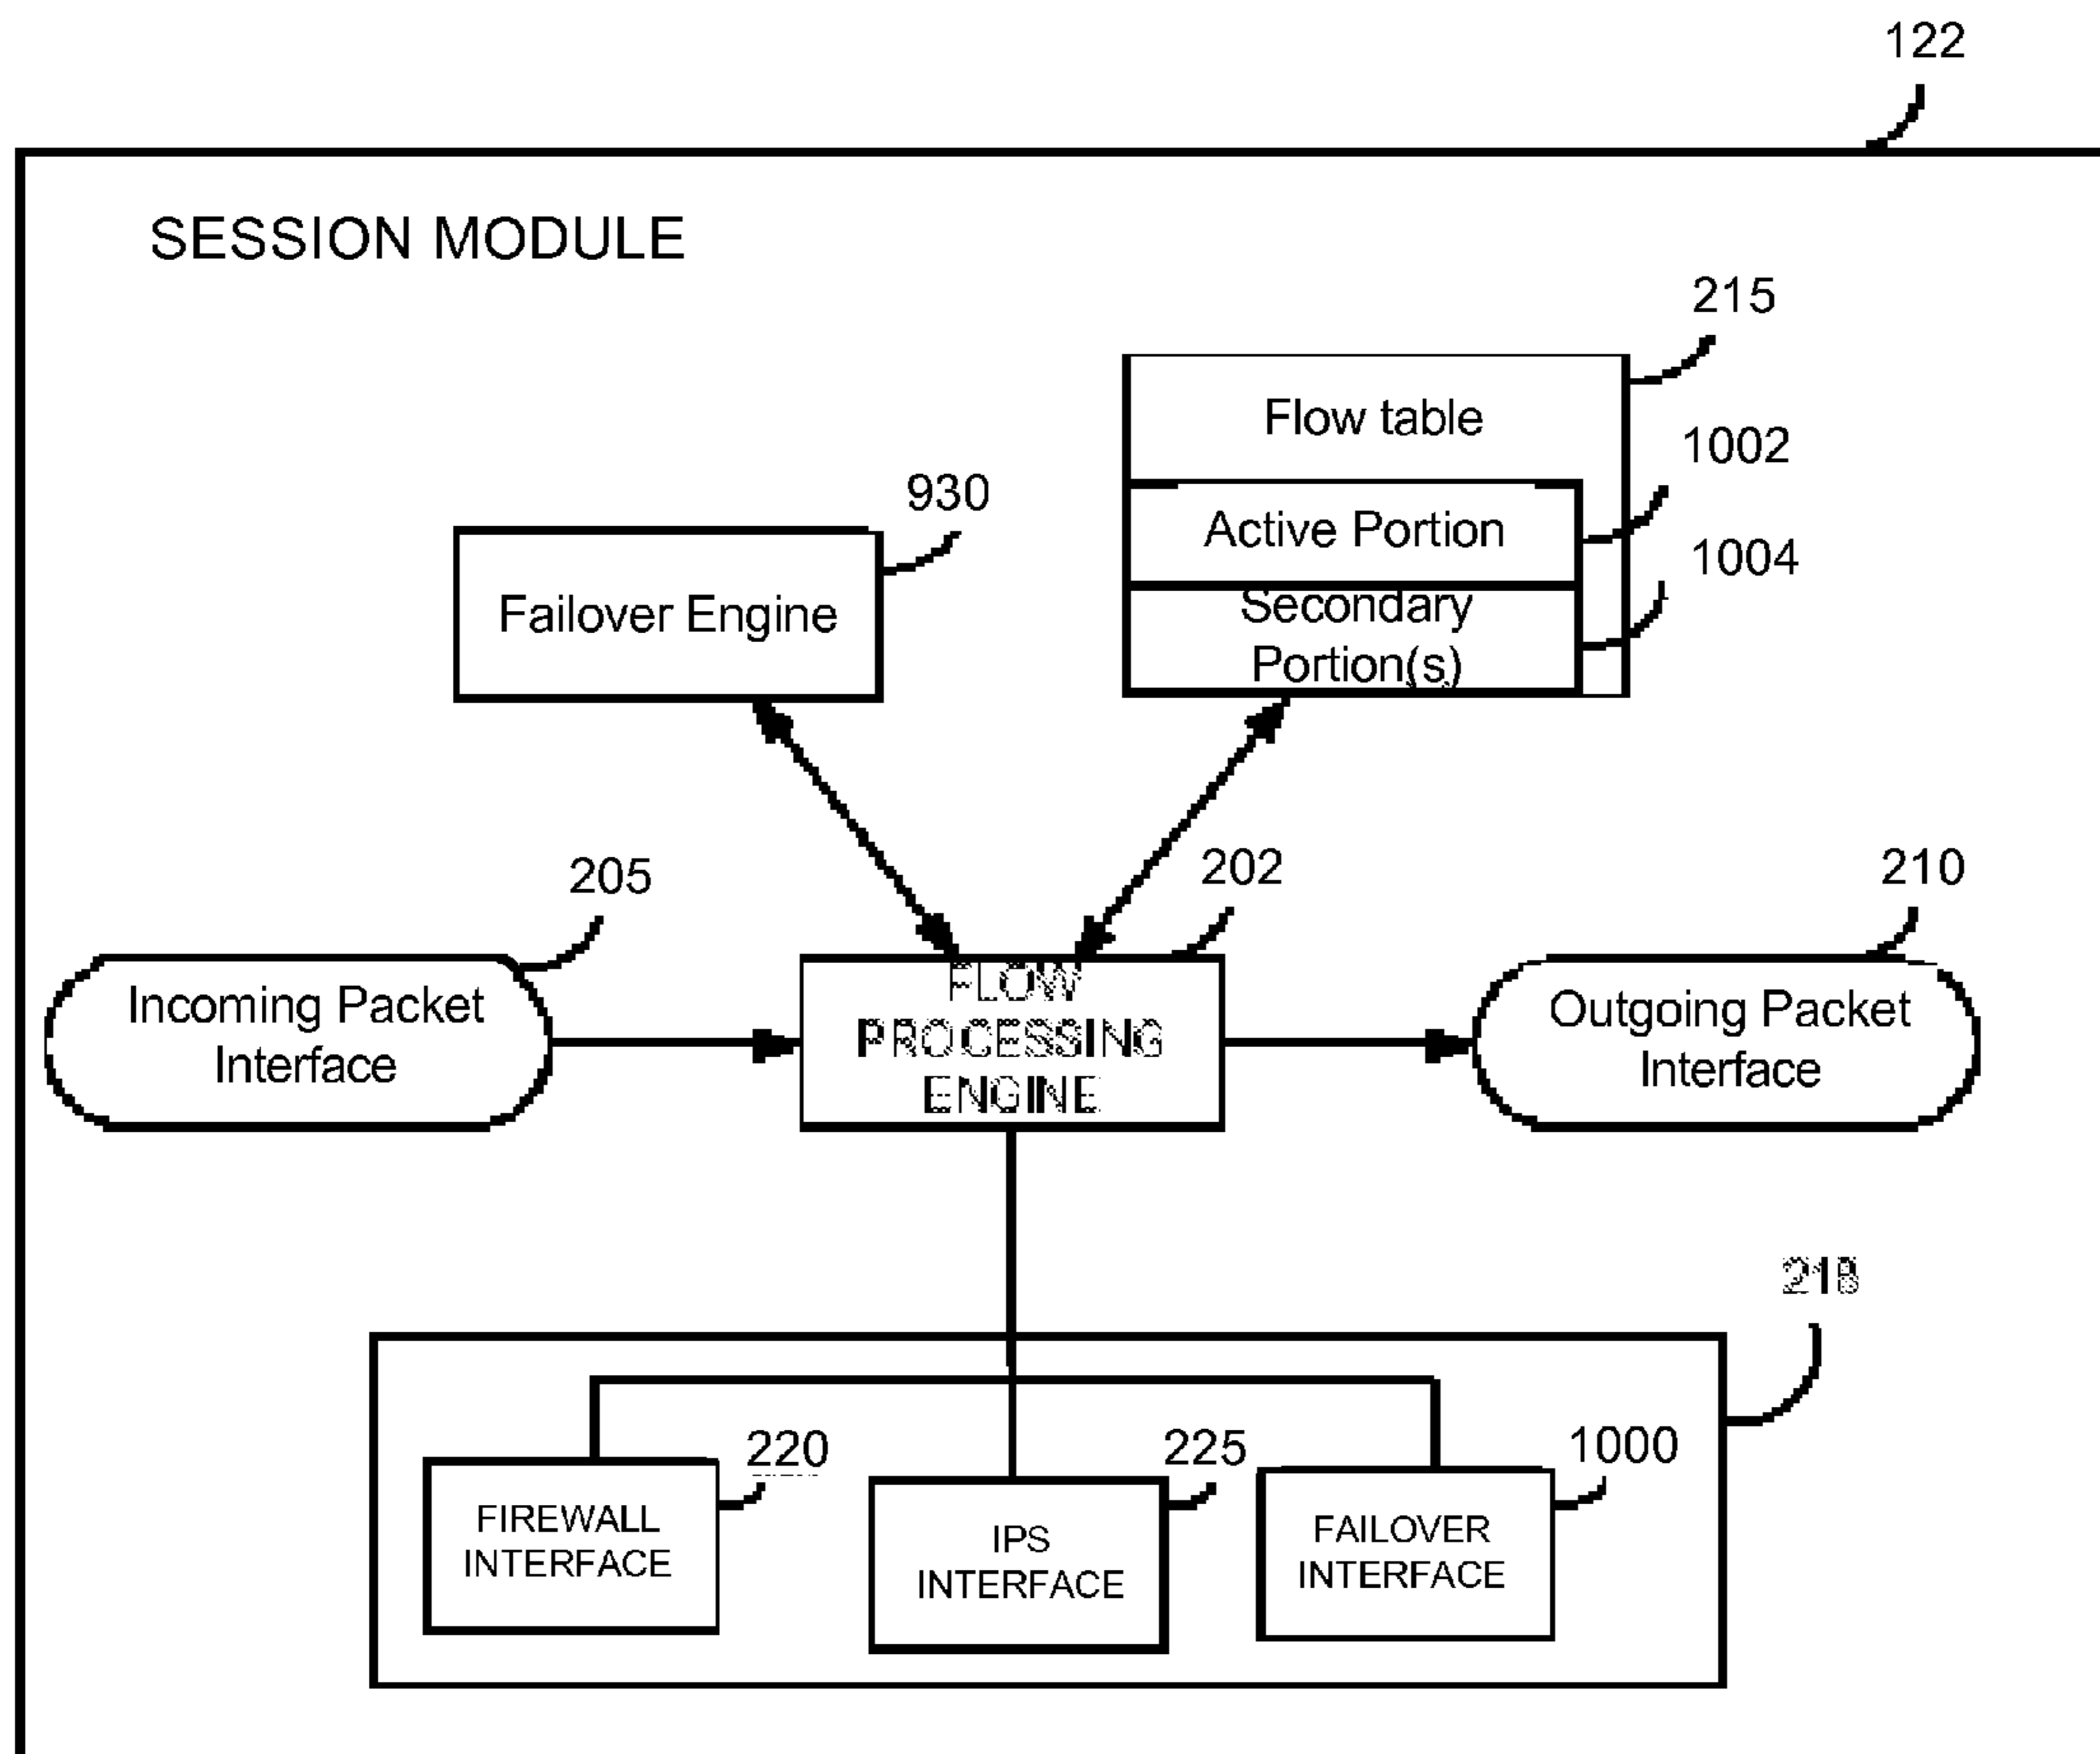 122
SESSION MODULE
215
Flow table
1002
930
Active Portion
1004
Failover Engine
Secondary
Portion(s)
205
202
210
Incoming Packet
Interface
FLOW
PROCESSING
ENGINE
Outgoing Packet
Interface
218
220
225
1000
FIREWALL
INTERFACE
IPS
INTERFACE
FAILOVER
INTERFACE